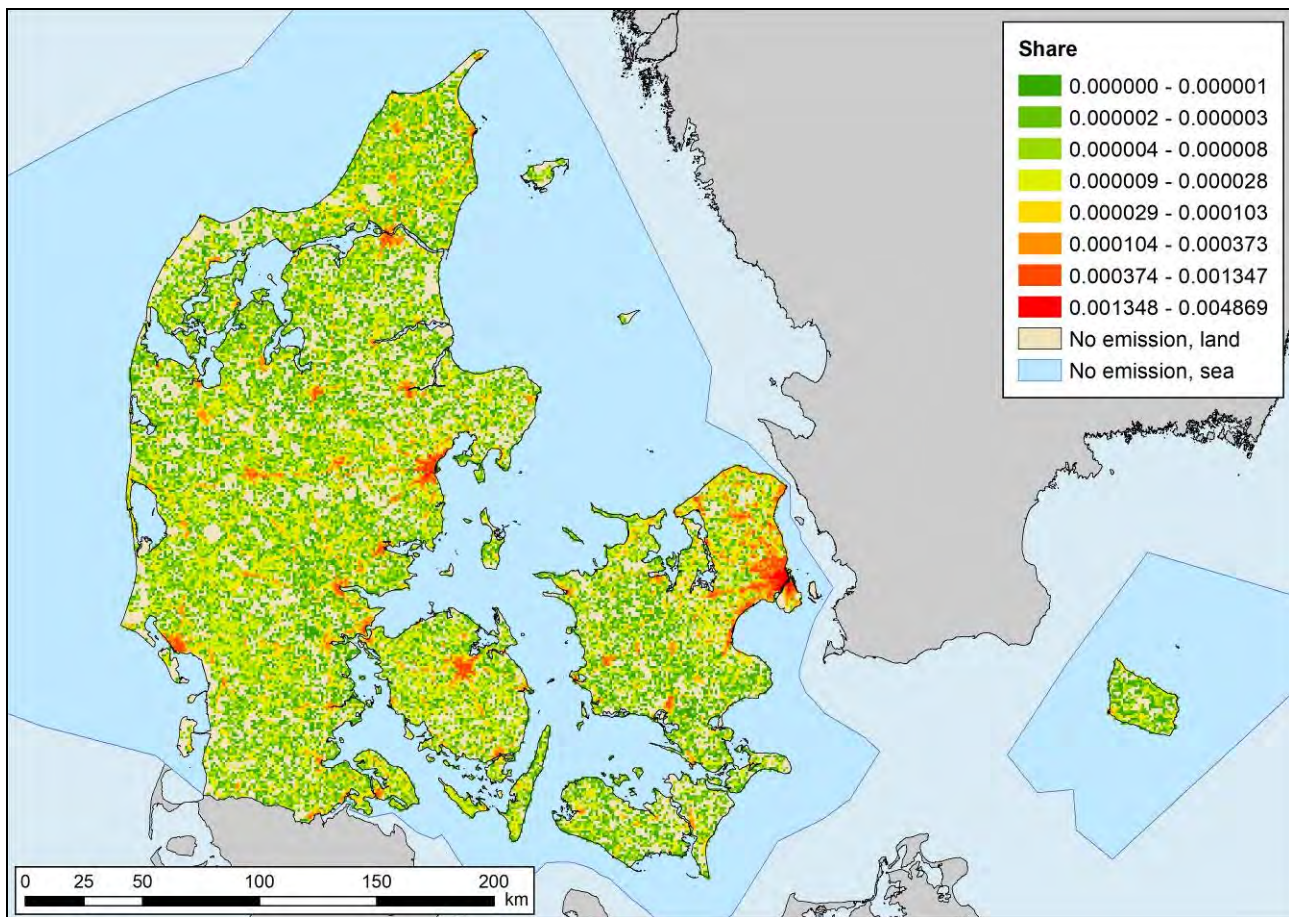 Share
0.000000 - 0.000001
0.000002 - 0.000003
0.000004 - 0.000008
0.000009 - 0.000028
0.000029 - 0.000103
0.000104 - 0.000373
0.000374 - 0.001347
0.001348 - 0.004869
No emission, land
No emission, sea
0 25 50 100 150 200
km